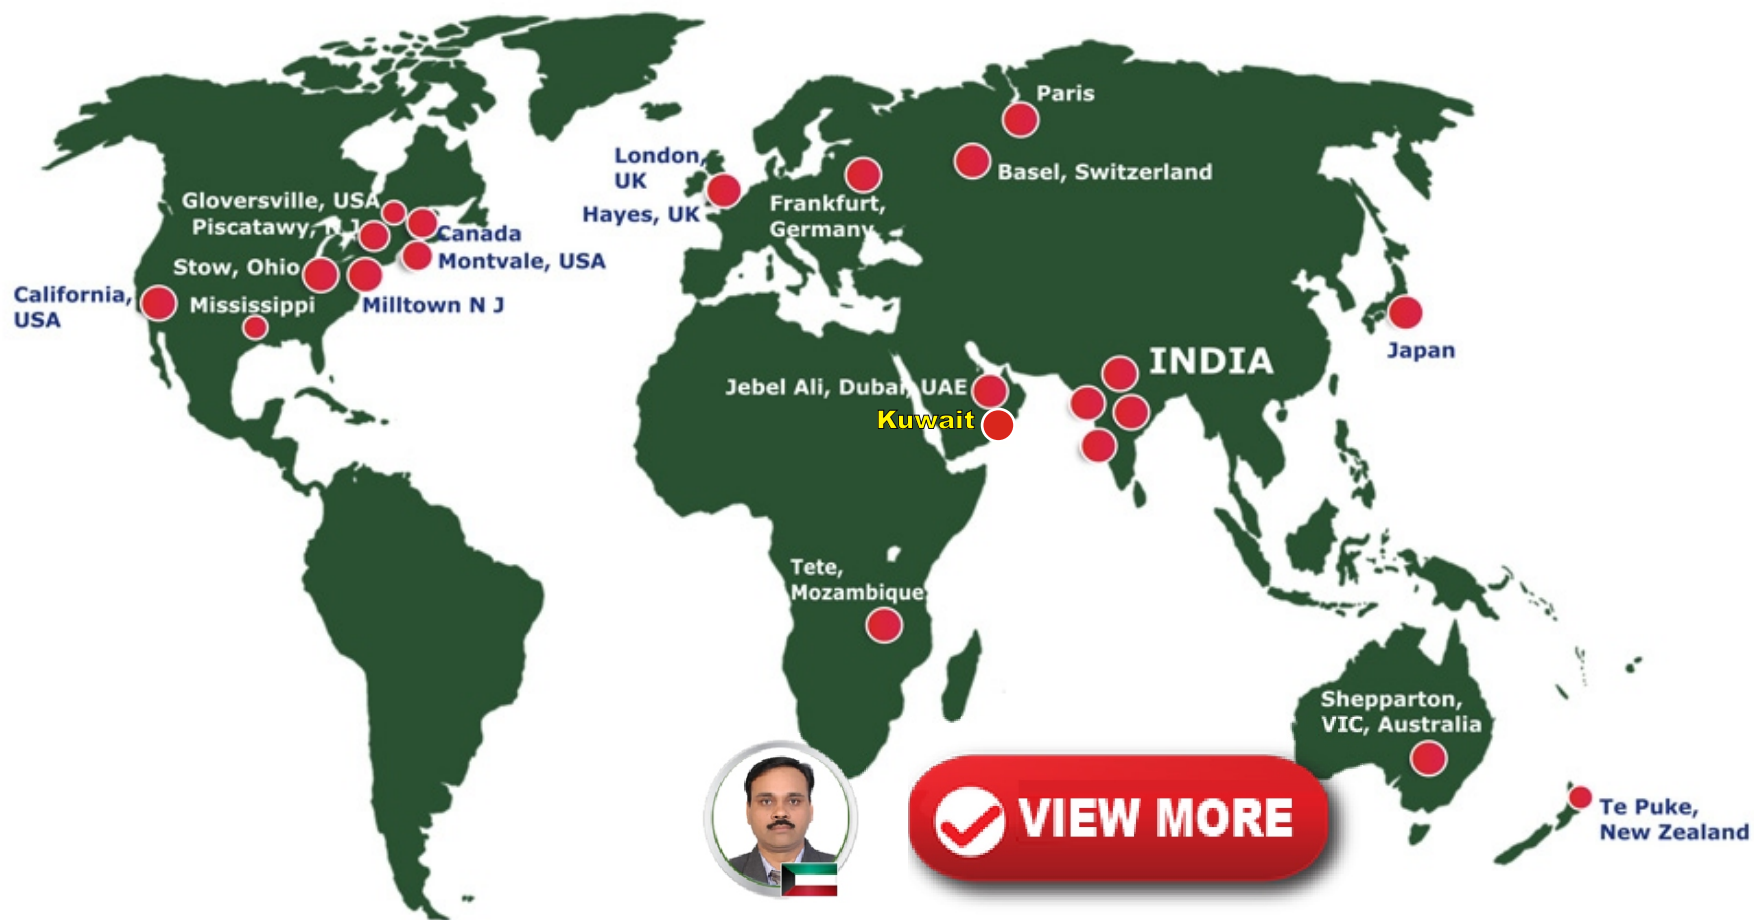 Paris
London,
UK
Basel, Switzerland
Gloversville, USA
Frankfurt,
Germany
Hayes, UK
Piscatawy, N J
Canada
Stow, Ohio
Montvale, USA
California,
USA
Mississippi
Milltown N J
Japan
INDIA
Jebel Ali, Dubai, UAE
Kuwait
Tete,
Mozambique
Shepparton,
VIC, Australia
VIEW MORE
Te Puke,
New Zealand